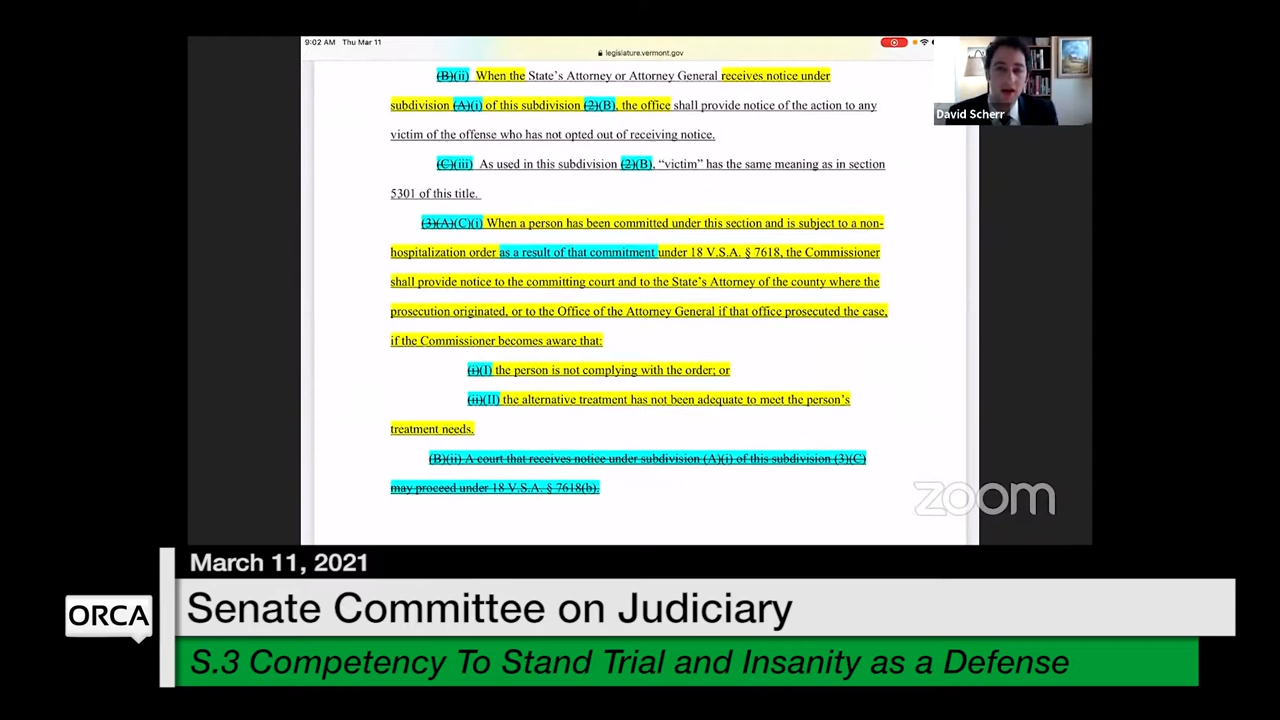 9:02 AM Thu Mar 11
legislature.vermont.gov
(B)(ii) When the State's Attorney or Attorney General receives notice under
subdivision (A)(i) of this subdivision (2)(B), the office shall provide notice of the action to any
victim of the offense who has not opted out of receiving notice.
(C)(iii) As used in this subdivision (2)(B), “victim” has the same meaning as in section
5301 of this title.
(3)(A)(C)(i) When a person has been committed under this section and is subject to a non-
hospitalization order as a result of that commitment under 18 V.S.A. § 7618, the Commissioner
shall provide notice to the committing court and to the State's Attorney of the county where the
prosecution originated, or to the Office of the Attorney General if that office prosecuted the case,
if the Commissioner becomes aware that:
(i)(I) the person is not complying with the order; or
(ii)(II) the alternative treatment has not been adequate to meet the person's
treatment needs.
(B)(ii) A court that receives notice under subdivision (A)(i) of this subdivision (3)(C)
may proceed under 18 V.S.A. § 7618(b).
David Scherr
zoom
March 11, 2021
ORCA
Senate Committee on Judiciary
S.3 Competency To Stand Trial and Insanity as a Defense